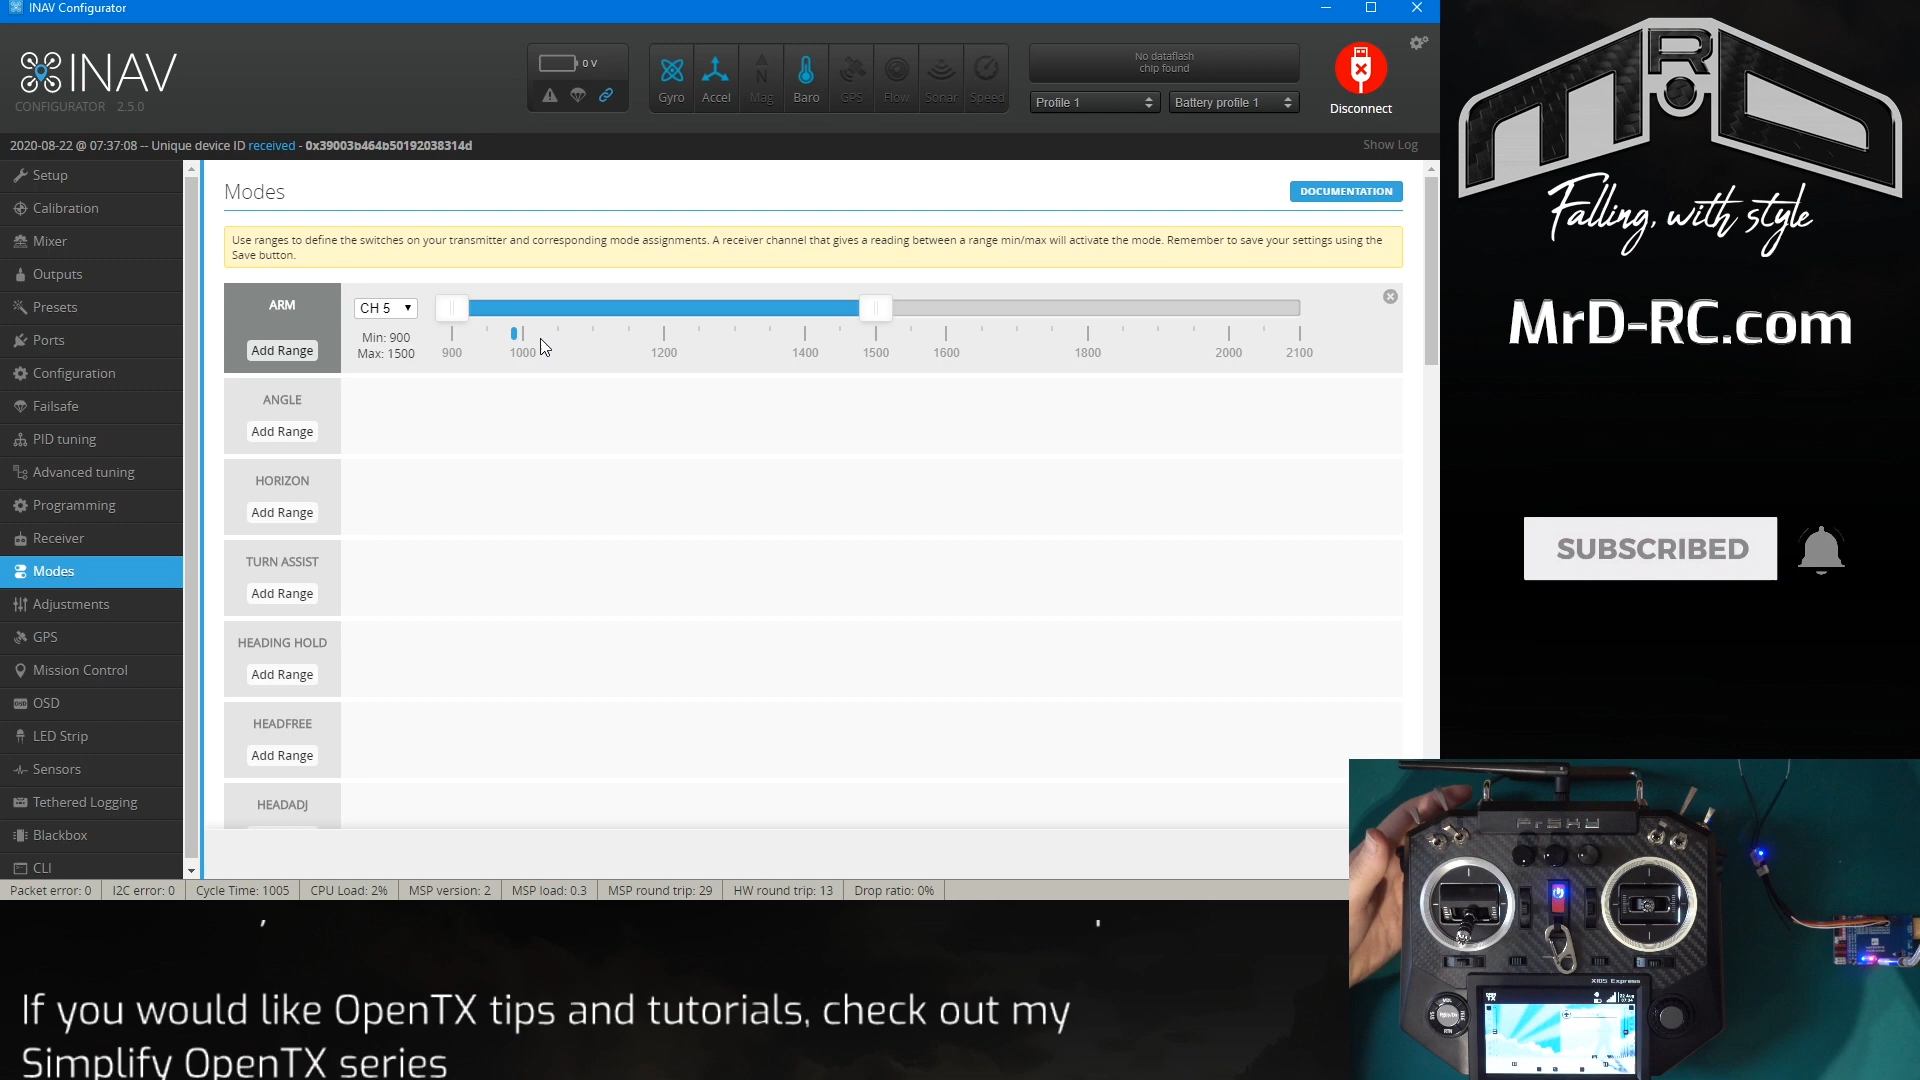 INAV Configurator
INAV
CONFIGURATOR 2.5.0
0 V
Gyro
Accel
Mag
Baro
GPS
Flow
Sonar
Speed
No dataflash
chip found
Profile 1
Battery profile 1
Disconnect
2020-08-22 @ 07:37:08 -- Unique device ID received - 0x39003b464b50192038314d
Show Log
Setup
Calibration
Mixer
Outputs
Presets
Ports
Configuration
Failsafe
PID tuning
Advanced tuning
Programming
Receiver
Modes
Adjustments
GPS
Mission Control
OSD
LED Strip
Sensors
Tethered Logging
Blackbox
CLI
Modes
DOCUMENTATION
Use ranges to define the switches on your transmitter and corresponding mode assignments. A receiver channel that gives a reading between a range min/max will activate the mode. Remember to save your settings using the
Save button.
ARM
Add Range
CH 5
Min: 900
Max: 1500
900 1000 1200 1400 1500 1600 1800 2000 2100
ANGLE
Add Range
HORIZON
Add Range
TURN ASSIST
Add Range
HEADING HOLD
Add Range
HEADFREE
Add Range
HEADADJ
Packet error: 0
I2C error: 0
Cycle Time: 1005
CPU Load: 2%
MSP version: 2
MSP load: 0.3
MSP round trip: 29
HW round trip: 13
Drop ratio: 0%
MRD
Falling, with style
MrD-RC.com
SUBSCRIBED
FrSky
X10S Express
If you would like OpenTX tips and tutorials, check out my
Simplify OpenTX series